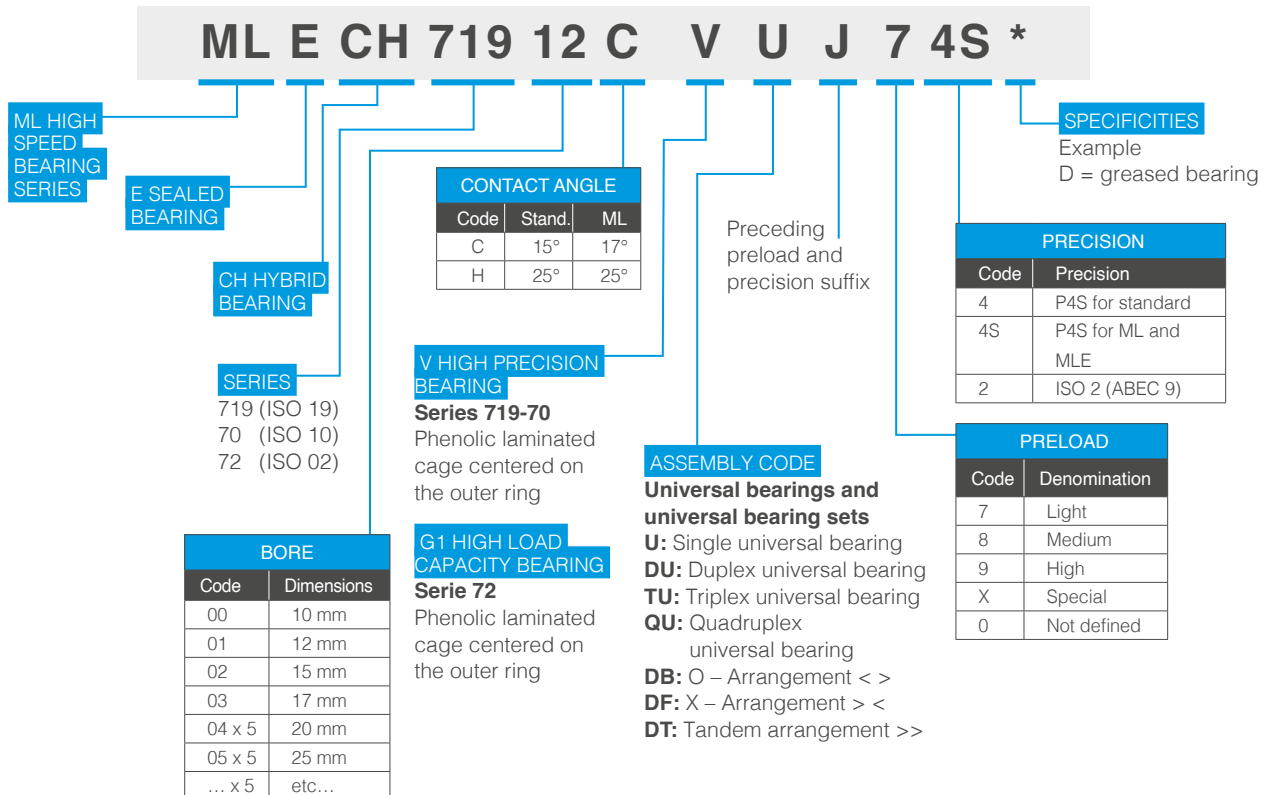 ML E CH 719 12 C V U J 7 4S *
ML HIGH
SPEED
BEARING
SERIES
E SEALED
BEARING
CH HYBRID
BEARING
SERIES
719 (ISO 19)
70 (ISO 10)
72 (ISO 02)
BORE
Code Dimensions
00 10 mm
01 12 mm
02 15 mm
03 17 mm
04 x 5 20 mm
05 x 5 25 mm
… x 5 etc…
CONTACT ANGLE
Code Stand. ML
C 15° 17°
H 25° 25°
V HIGH PRECISION
BEARING
Series 719-70
Phenolic laminated
cage centered on
the outer ring
G1 HIGH LOAD
CAPACITY BEARING
Serie 72
Phenolic laminated
cage centered on
the outer ring
ASSEMBLY CODE
Universal bearings and
universal bearing sets
U: Single universal bearing
DU: Duplex universal bearing
TU: Triplex universal bearing
QU: Quadruplex
universal bearing
DB: O – Arrangement < >
DF: X – Arrangement > <
DT: Tandem arrangement >>
Preceding
preload and
precision suffix
SPECIFICITIES
Example
D = greased bearing
PRECISION
Code Precision
4 P4S for standard
4S P4S for ML and
MLE
2 ISO 2 (ABEC 9)
PRELOAD
Code Denomination
7 Light
8 Medium
9 High
X Special
0 Not defined